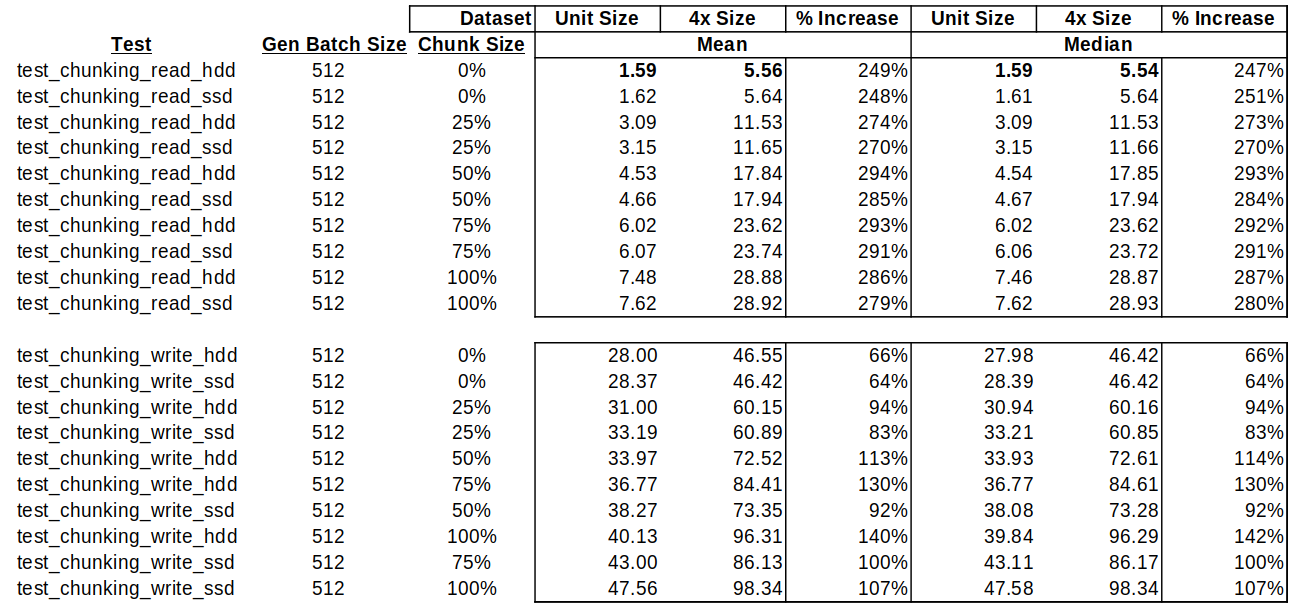 Dataset Unit Size 4x Size % Increase Unit Size 4x Size % Increase
Test Gen Batch Size Chunk Size Mean Median
test_chunking_read_hdd 512 0% 1.59 5.56 249% 1.59 5.54 247%
test_chunking_read_ssd 512 0% 1.62 5.64 248% 1.61 5.64 251%
test_chunking_read_hdd 512 25% 3.09 11.53 274% 3.09 11.53 273%
test_chunking_read_ssd 512 25% 3.15 11.65 270% 3.15 11.66 270%
test_chunking_read_hdd 512 50% 4.53 17.84 294% 4.54 17.85 293%
test_chunking_read_ssd 512 50% 4.66 17.94 285% 4.67 17.94 284%
test_chunking_read_hdd 512 75% 6.02 23.62 293% 6.02 23.62 292%
test_chunking_read_ssd 512 75% 6.07 23.74 291% 6.06 23.72 291%
test_chunking_read_hdd 512 100% 7.48 28.88 286% 7.46 28.87 287%
test_chunking_read_ssd 512 100% 7.62 28.92 279% 7.62 28.93 280%
test_chunking_write_hdd 512 0% 28.00 46.55 66% 27.98 46.42 66%
test_chunking_write_ssd 512 0% 28.37 46.42 64% 28.39 46.42 64%
test_chunking_write_hdd 512 25% 31.00 60.15 94% 30.94 60.16 94%
test_chunking_write_ssd 512 25% 33.19 60.89 83% 33.21 60.85 83%
test_chunking_write_hdd 512 50% 33.97 72.52 113% 33.93 72.61 114%
test_chunking_write_hdd 512 75% 36.77 84.41 130% 36.77 84.61 130%
test_chunking_write_ssd 512 50% 38.27 73.35 92% 38.08 73.28 92%
test_chunking_write_hdd 512 100% 40.13 96.31 140% 39.84 96.29 142%
test_chunking_write_ssd 512 75% 43.00 86.13 100% 43.11 86.17 100%
test_chunking_write_ssd 512 100% 47.56 98.34 107% 47.58 98.34 107%